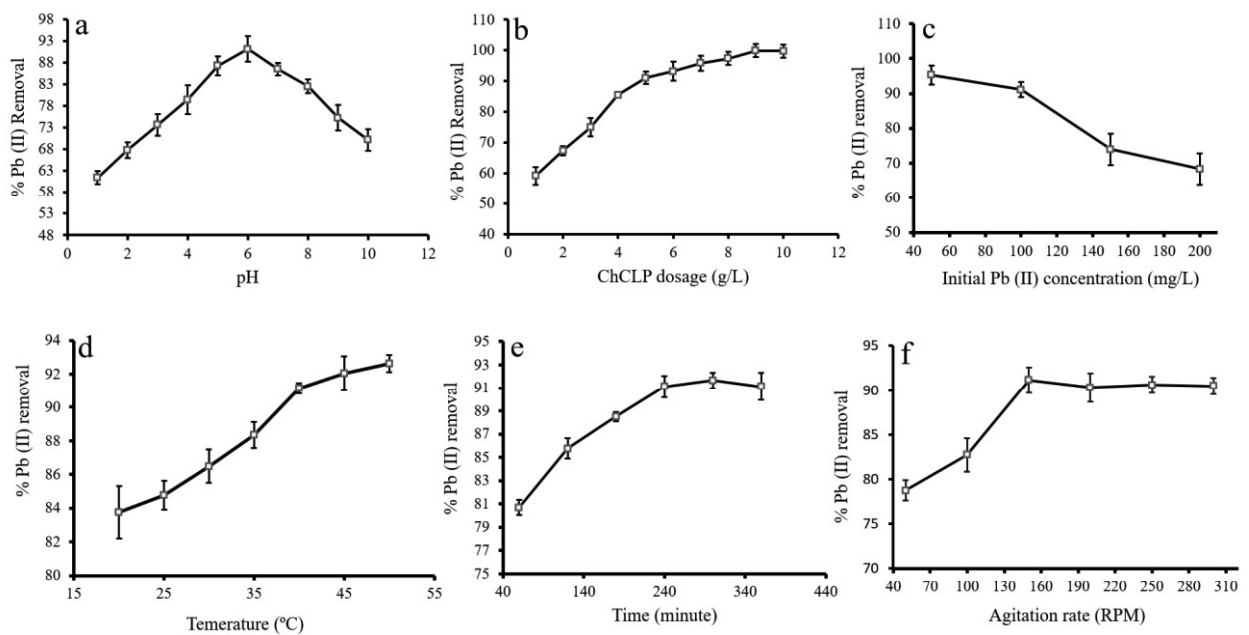 a
% Pb (II) Removal
98
93
88
83
78
73
68
63
58
53
48
0 2 4 6 8 10 12
pH
b
% Pb (II) Removal
110
100
90
80
70
60
50
40
0 2 4 6 8 10 12
ChCLP dosage (g/L)
c
% Pb (II) removal
110
100
90
80
70
60
50
40 60 80 100 120 140 160 180 200
Initial Pb (II) concentration (mg/L)
d
% Pb (II) removal
94
92
90
88
86
84
82
80
15 25 35 45 55
Temerature (ºC)
e
% Pb (II) removal
95
93
91
89
87
85
83
81
79
77
75
40 140 240 340 440
Time (minute)
f
% Pb (II) removal
95
90
85
80
75
70
40 70 100 130 160 190 220 250 280 310
Agitation rate (RPM)